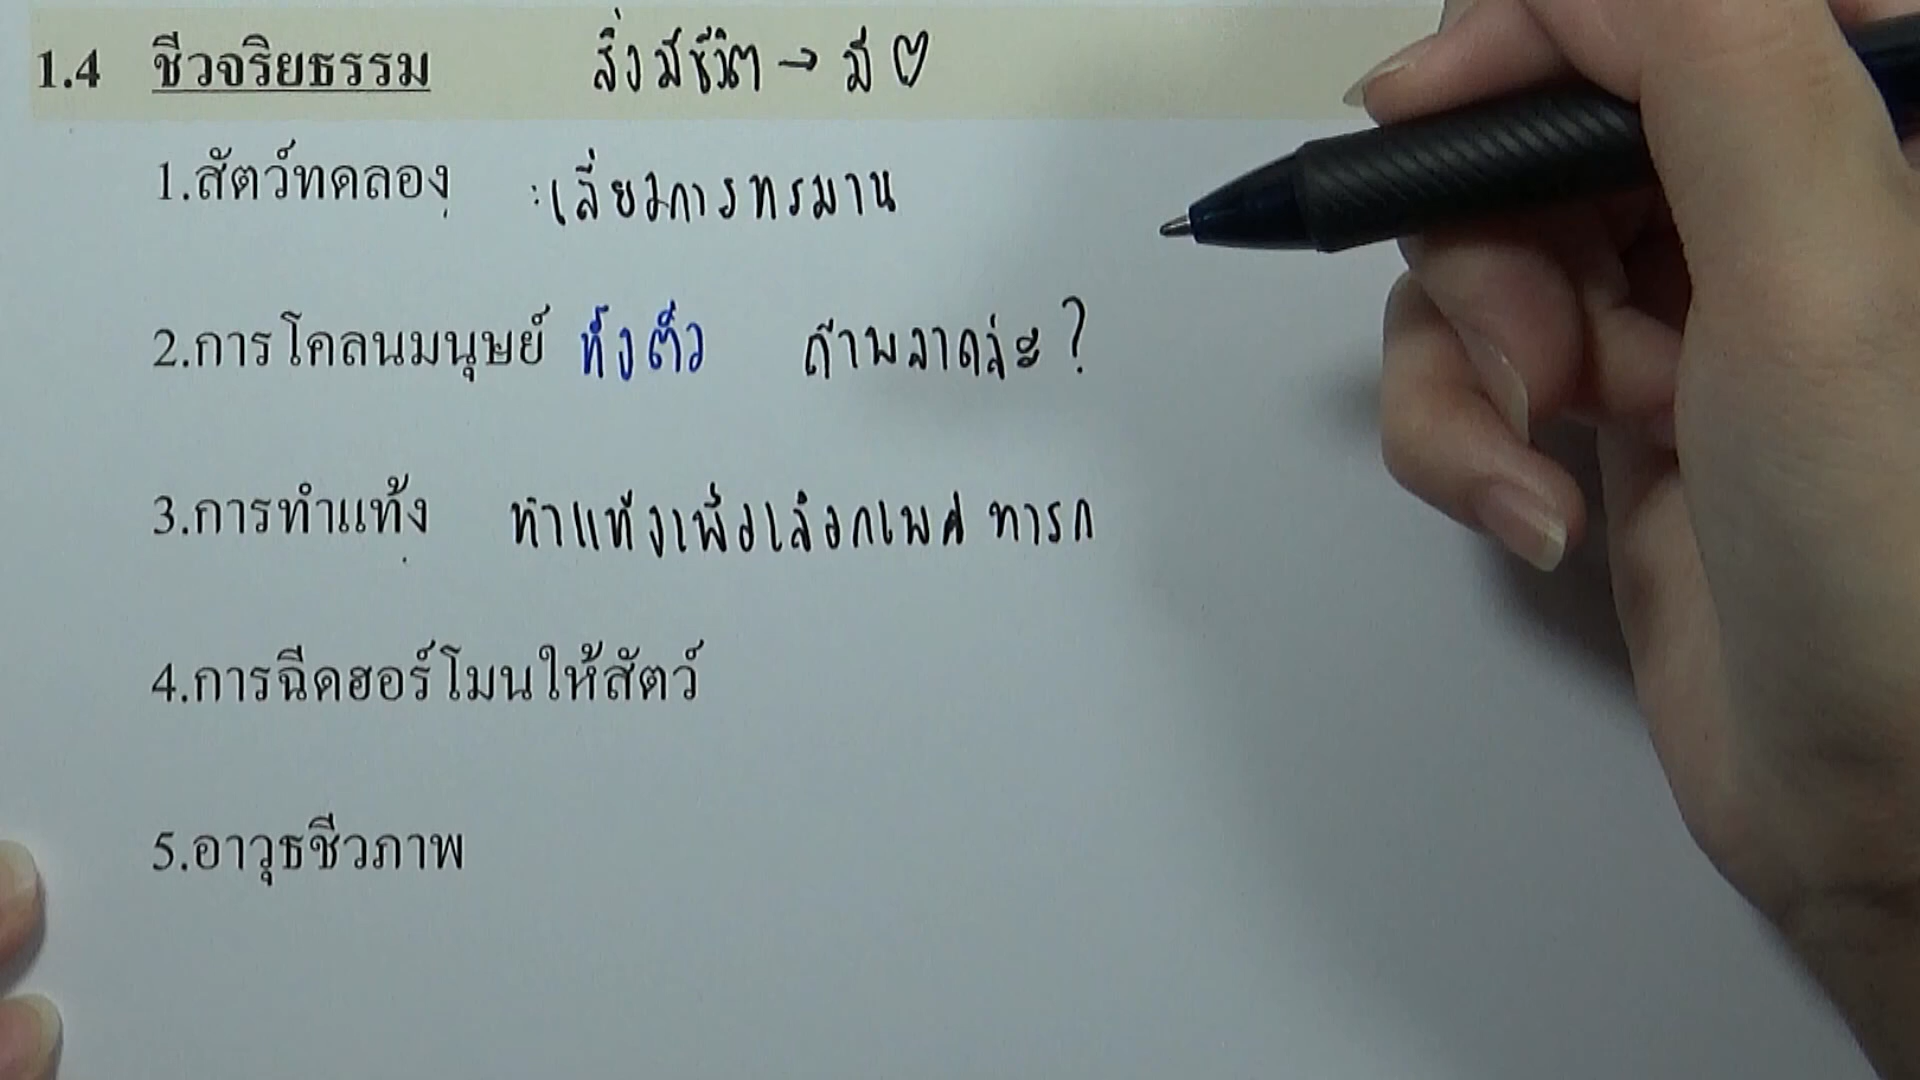 1.4 ชีวจริยธรรม สิ่งมีชีวิต → มี ♡
1.สัตว์ทดลอง : เลี่ยงการทรมาน
2.การโคลนมนุษย์ ทั้งตัว ถ้าพลาดล่ะ ?
3.การทำแท้ง ทำแท้งเพื่อเลือกเพศ ทารก
4.การฉีดฮอร์โมนให้สัตว์
5.อาวุธชีวภาพ